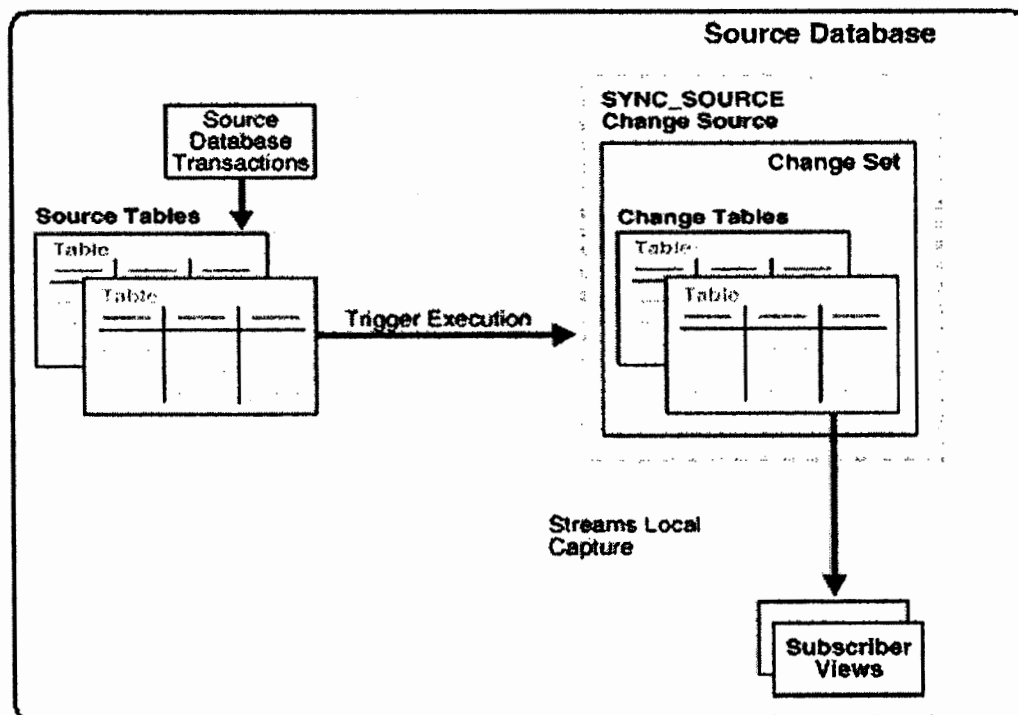 Source Database
SYNC_SOURCE
Change Source
Source
Database
Transactions
Change Set
Source Tables
Change Tables
Table
Table
Table
Table
Trigger Execution
Streams Local
Capture
Subscriber
Views